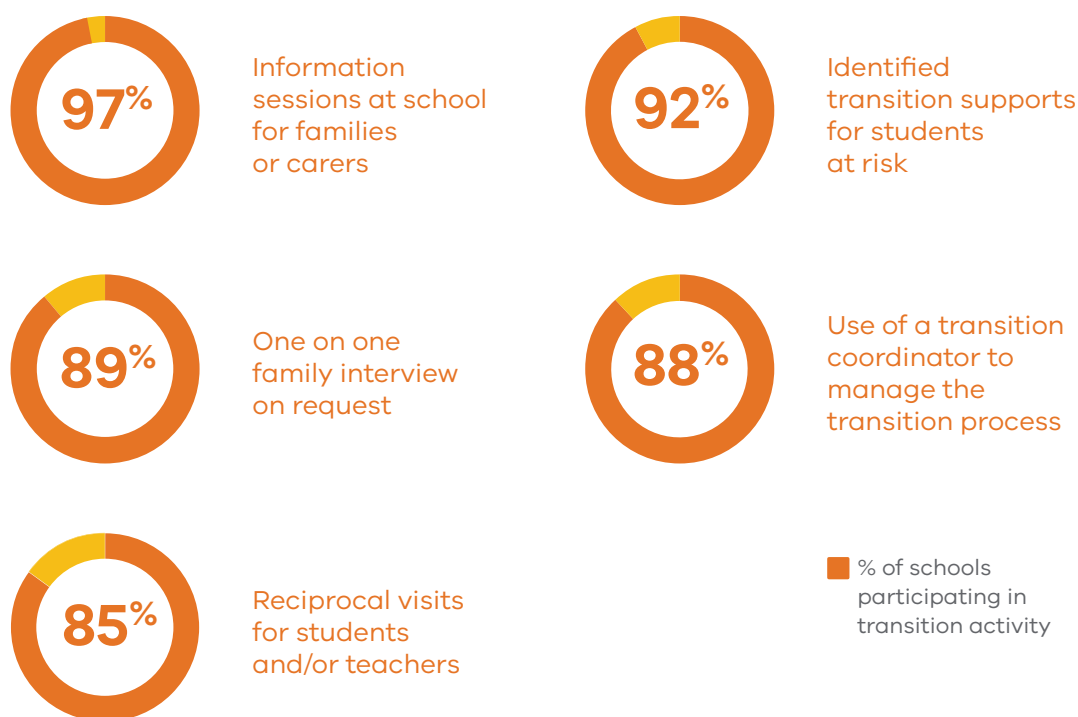 97%
Information
sessions at school
for families
or carers
92%
Identified
transition supports
for students
at risk
89%
One on one
family interview
on request
88%
Use of a transition
coordinator to
manage the
transition process
85%
Reciprocal visits
for students
and/or teachers
% of schools
participating in
transition activity